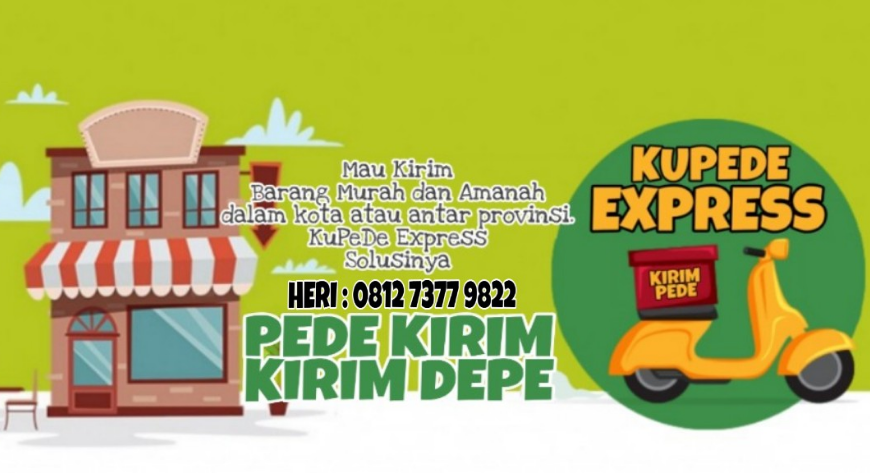 Mau Kirim
Barang Murah dan Amanah
dalam kota atau antar provinsi.
KuPeDe Express
Solusinya
HERI : 0812 7377 9822
PEDE KIRIM
KIRIM DEPE
KUPEDE
EXPRESS
KIRIM
PEDE